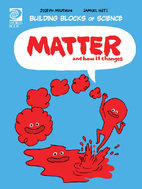 JOSEPH MIDTHUN
SAMUEL HITI
BUILDING BLOCKS OF SCIENCE
MATTER
and how it changes